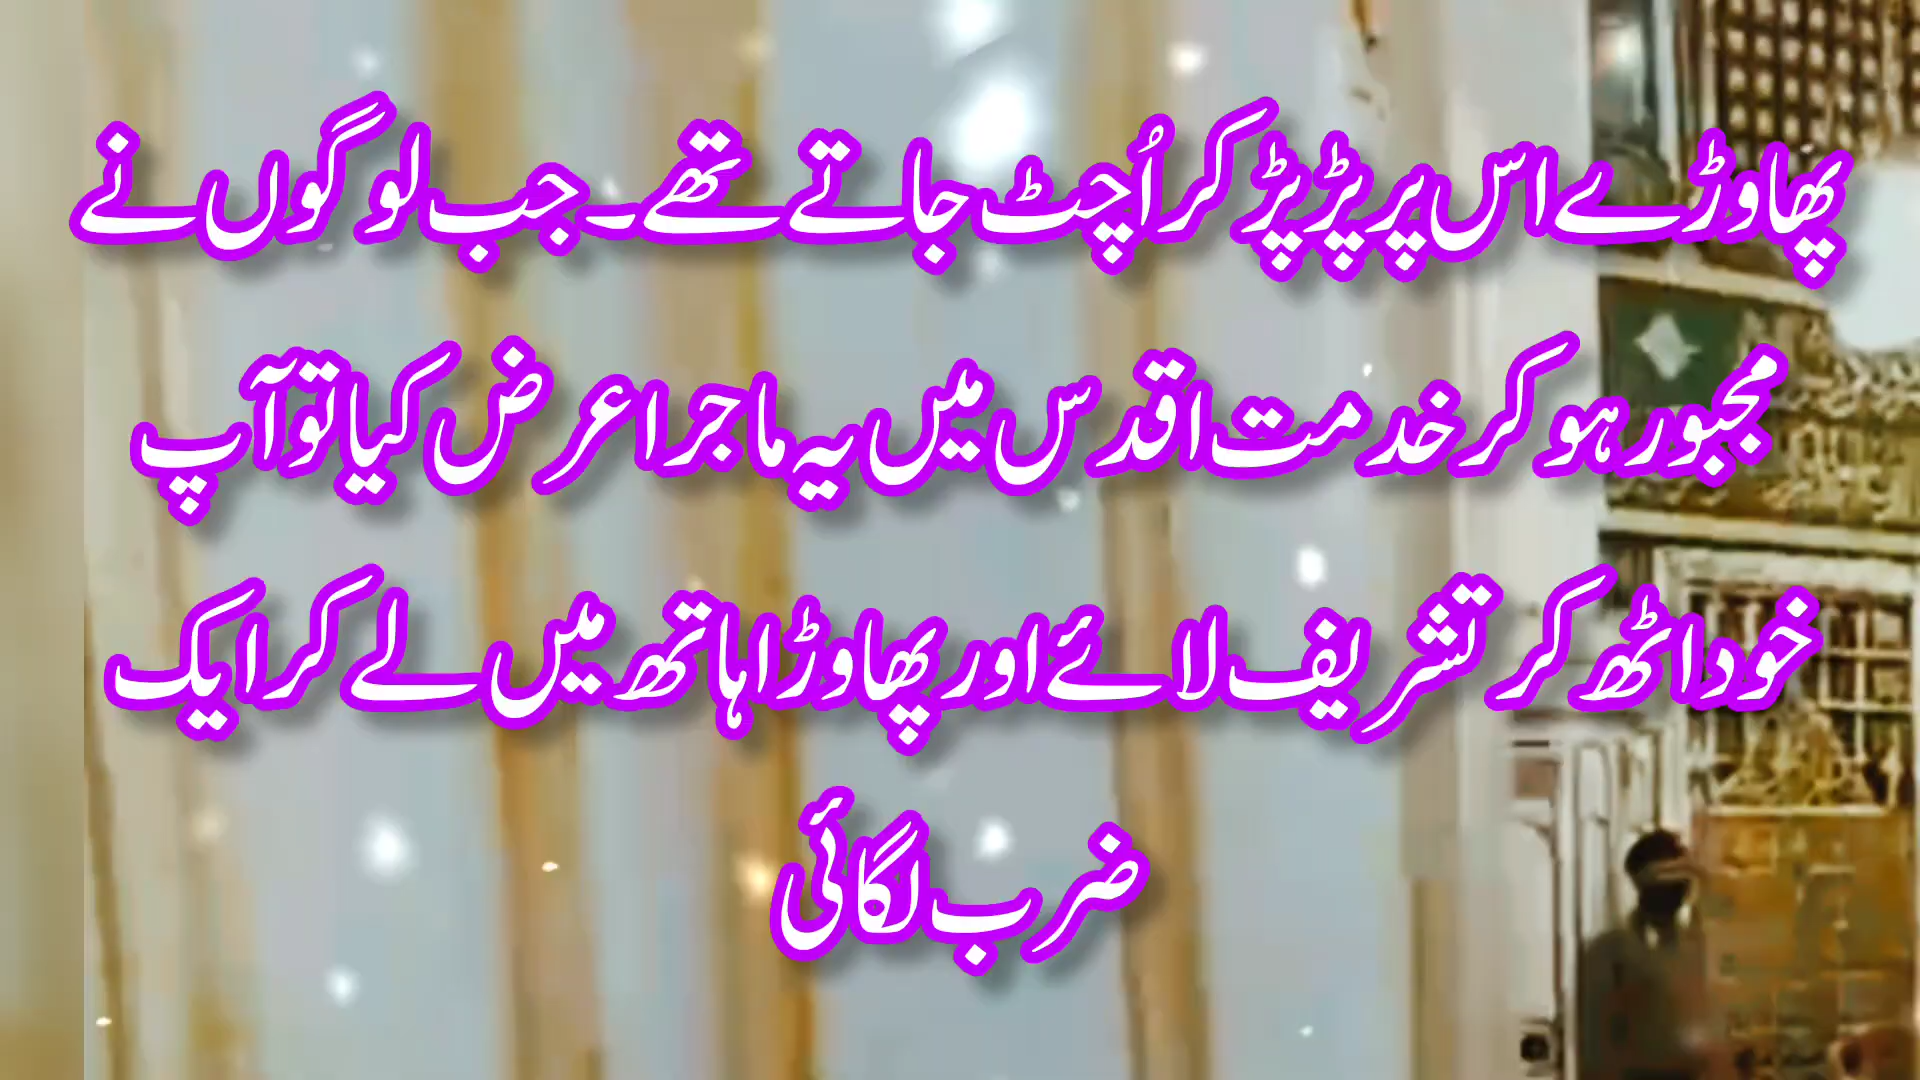 پھاوڑے اس پر پڑ پڑ کر اُچٹ جاتے تھے۔ جب لوگوں نے
مجبور ہو کر خدمت اقدس میں یہ ماجرا عرض کیا تو آپ
خود اٹھ کر تشریف لائے اور پھاوڑا ہاتھ میں لے کر ایک
ضرب لگائی